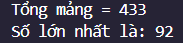 Tổng mảng = 433
Số lớn nhất là: 92